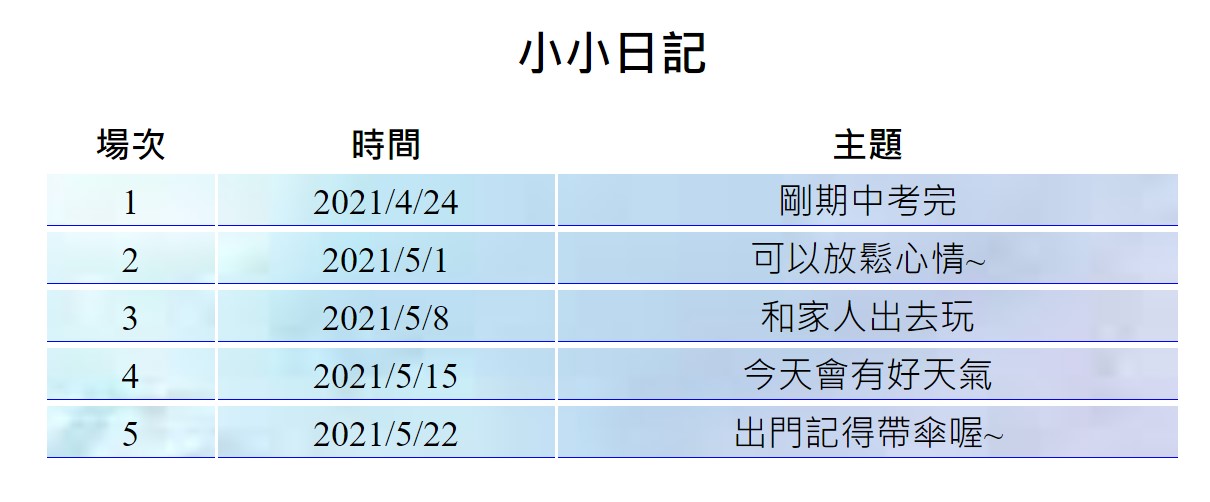 小小日記
場次 時間 主題
1 2021/4/24 剛期中考完
2 2021/5/1 可以放鬆心情~
3 2021/5/8 和家人出去玩
4 2021/5/15 今天會有好天氣
5 2021/5/22 出門記得帶傘喔~